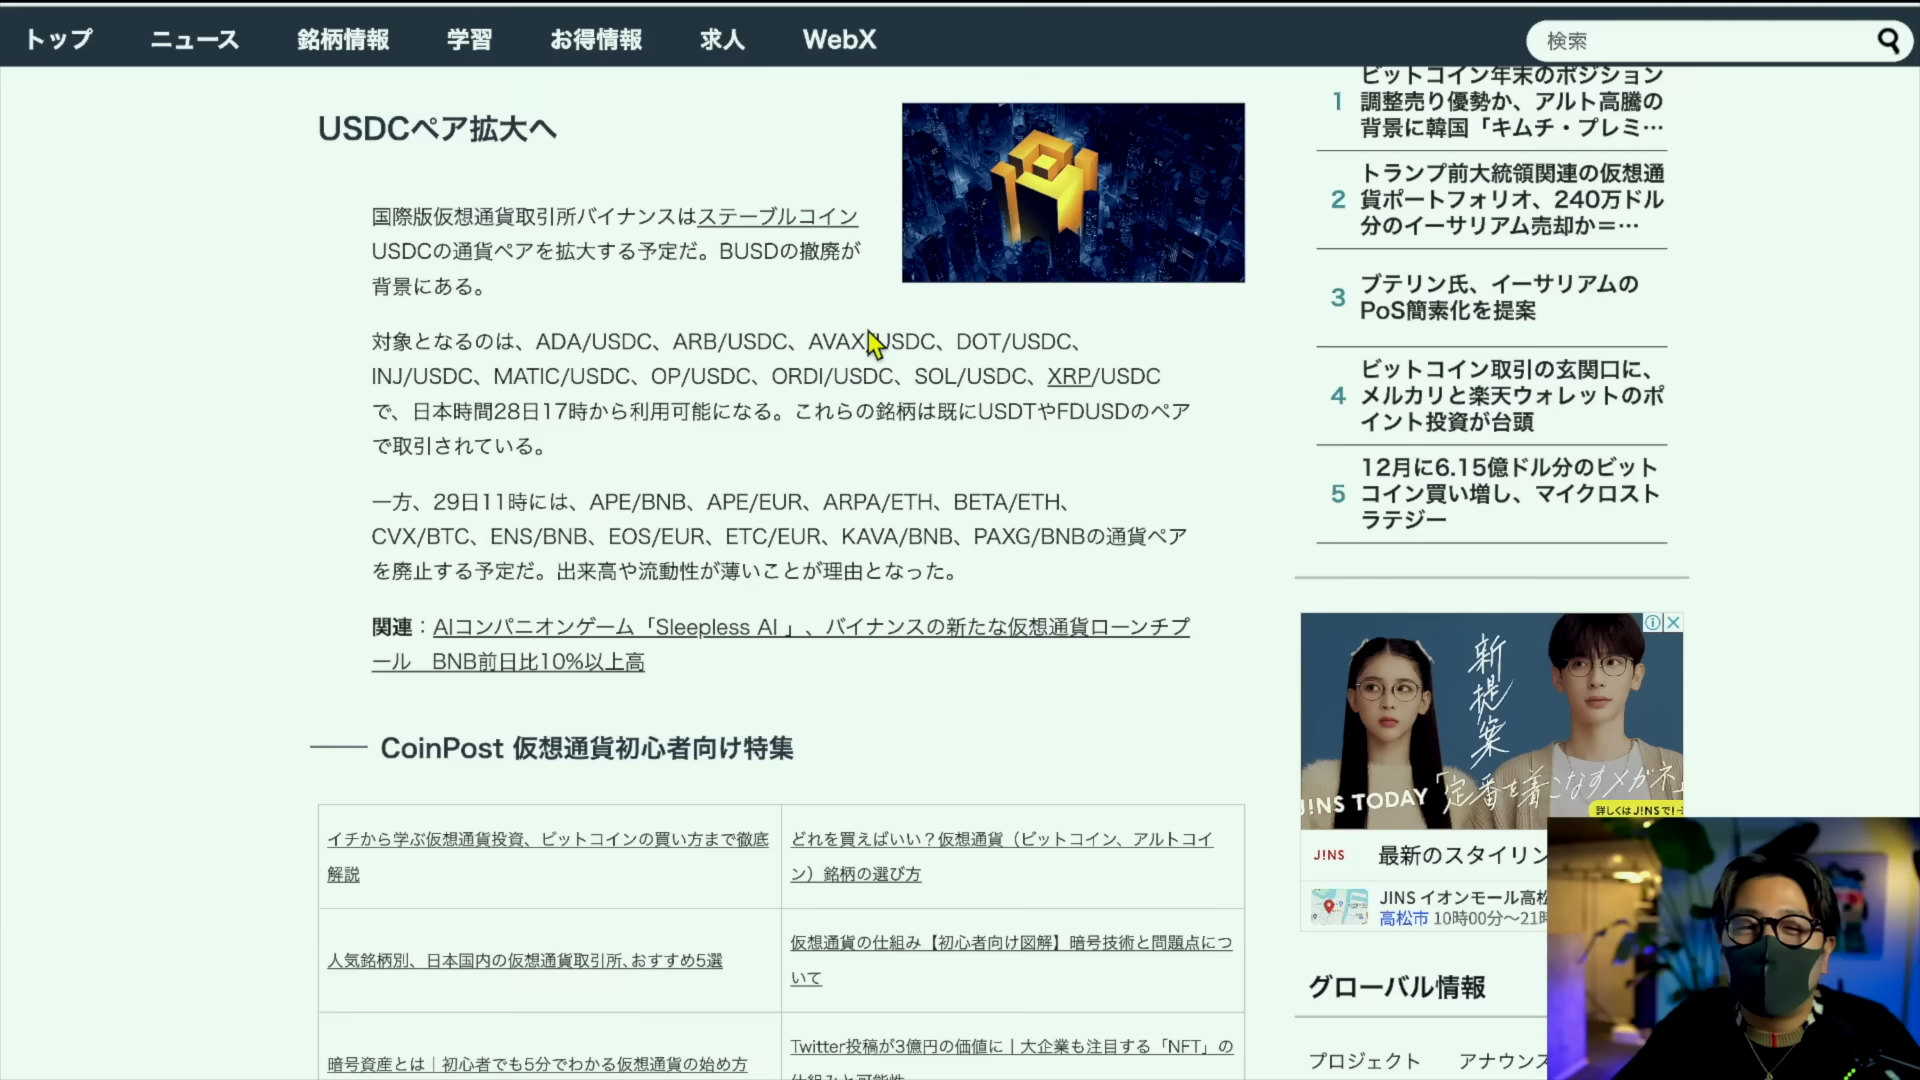 トップ ニュース 銘柄情報 学習 お得情報 求人 WebX 検索
USDCペア拡大へ
国際版仮想通貨取引所バイナンスはステーブルコイン
USDCの通貨ペアを拡大する予定だ。BUSDの撤廃が
背景にある。
対象となるのは、ADA/USDC、ARB/USDC、AVAX/USDC、DOT/USDC、
INJ/USDC、MATIC/USDC、OP/USDC、ORDI/USDC、SOL/USDC、XRP/USDC
で、日本時間28日17時から利用可能になる。これらの銘柄は既にUSDTやFDUSDのペア
で取引されている。
一方、29日11時には、APE/BNB、APE/EUR、ARPA/ETH、BETA/ETH、
CVX/BTC、ENS/BNB、EOS/EUR、ETC/EUR、KAVA/BNB、PAXG/BNBの通貨ペア
を廃止する予定だ。出来高や流動性が薄いことが理由となった。
関連：AIコンパニオンゲーム「Sleepless AI 」、バイナンスの新たな仮想通貨ローンチプ
ール　BNB前日比10%以上高
CoinPost 仮想通貨初心者向け特集
イチから学ぶ仮想通貨投資、ビットコインの買い方まで徹底
解説
どれを買えばいい？仮想通貨（ビットコイン、アルトコイ
ン）銘柄の選び方
人気銘柄別、日本国内の仮想通貨取引所､おすすめ5選
仮想通貨の仕組み【初心者向け図解】暗号技術と問題点につ
いて
暗号資産とは｜初心者でも5分でわかる仮想通貨の始め方
Twitter投稿が3億円の価値に｜大企業も注目する「NFT」の
仕組みと可能性
1 ビットコイン年末のポジション
調整売り優勢か、アルト高騰の
背景に韓国「キムチ・プレミ…
2 トランプ前大統領関連の仮想通
貨ポートフォリオ、240万ドル
分のイーサリアム売却か＝…
3 ブテリン氏、イーサリアムの
PoS簡素化を提案
4 ビットコイン取引の玄関口に、
メルカリと楽天ウォレットのポ
イント投資が台頭
5 12月に6.15億ドル分のビット
コイン買い増し、マイクロスト
ラテジー
新提案
「定番を着こなすメガネ」
J!NS TODAY
詳しくはJ!NSで!
J!NS 最新のスタイリン
JINS イオンモール高松
高松市 10時00分～21時
グローバル情報
プロジェクト アナウンス